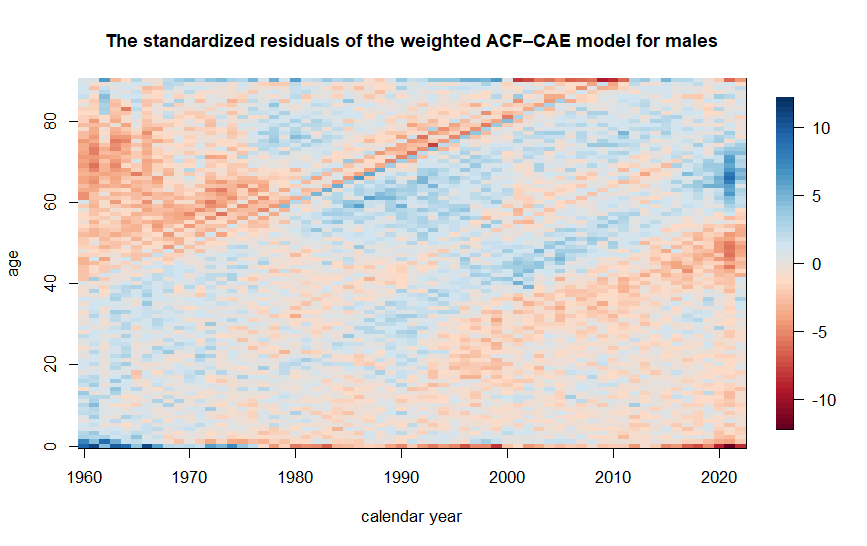 The standardized residuals of the weighted ACF–CAE model for males
80
60
40
20
0
age
1960 1970 1980 1990 2000 2010 2020
calendar year
10
5
0
-5
-10